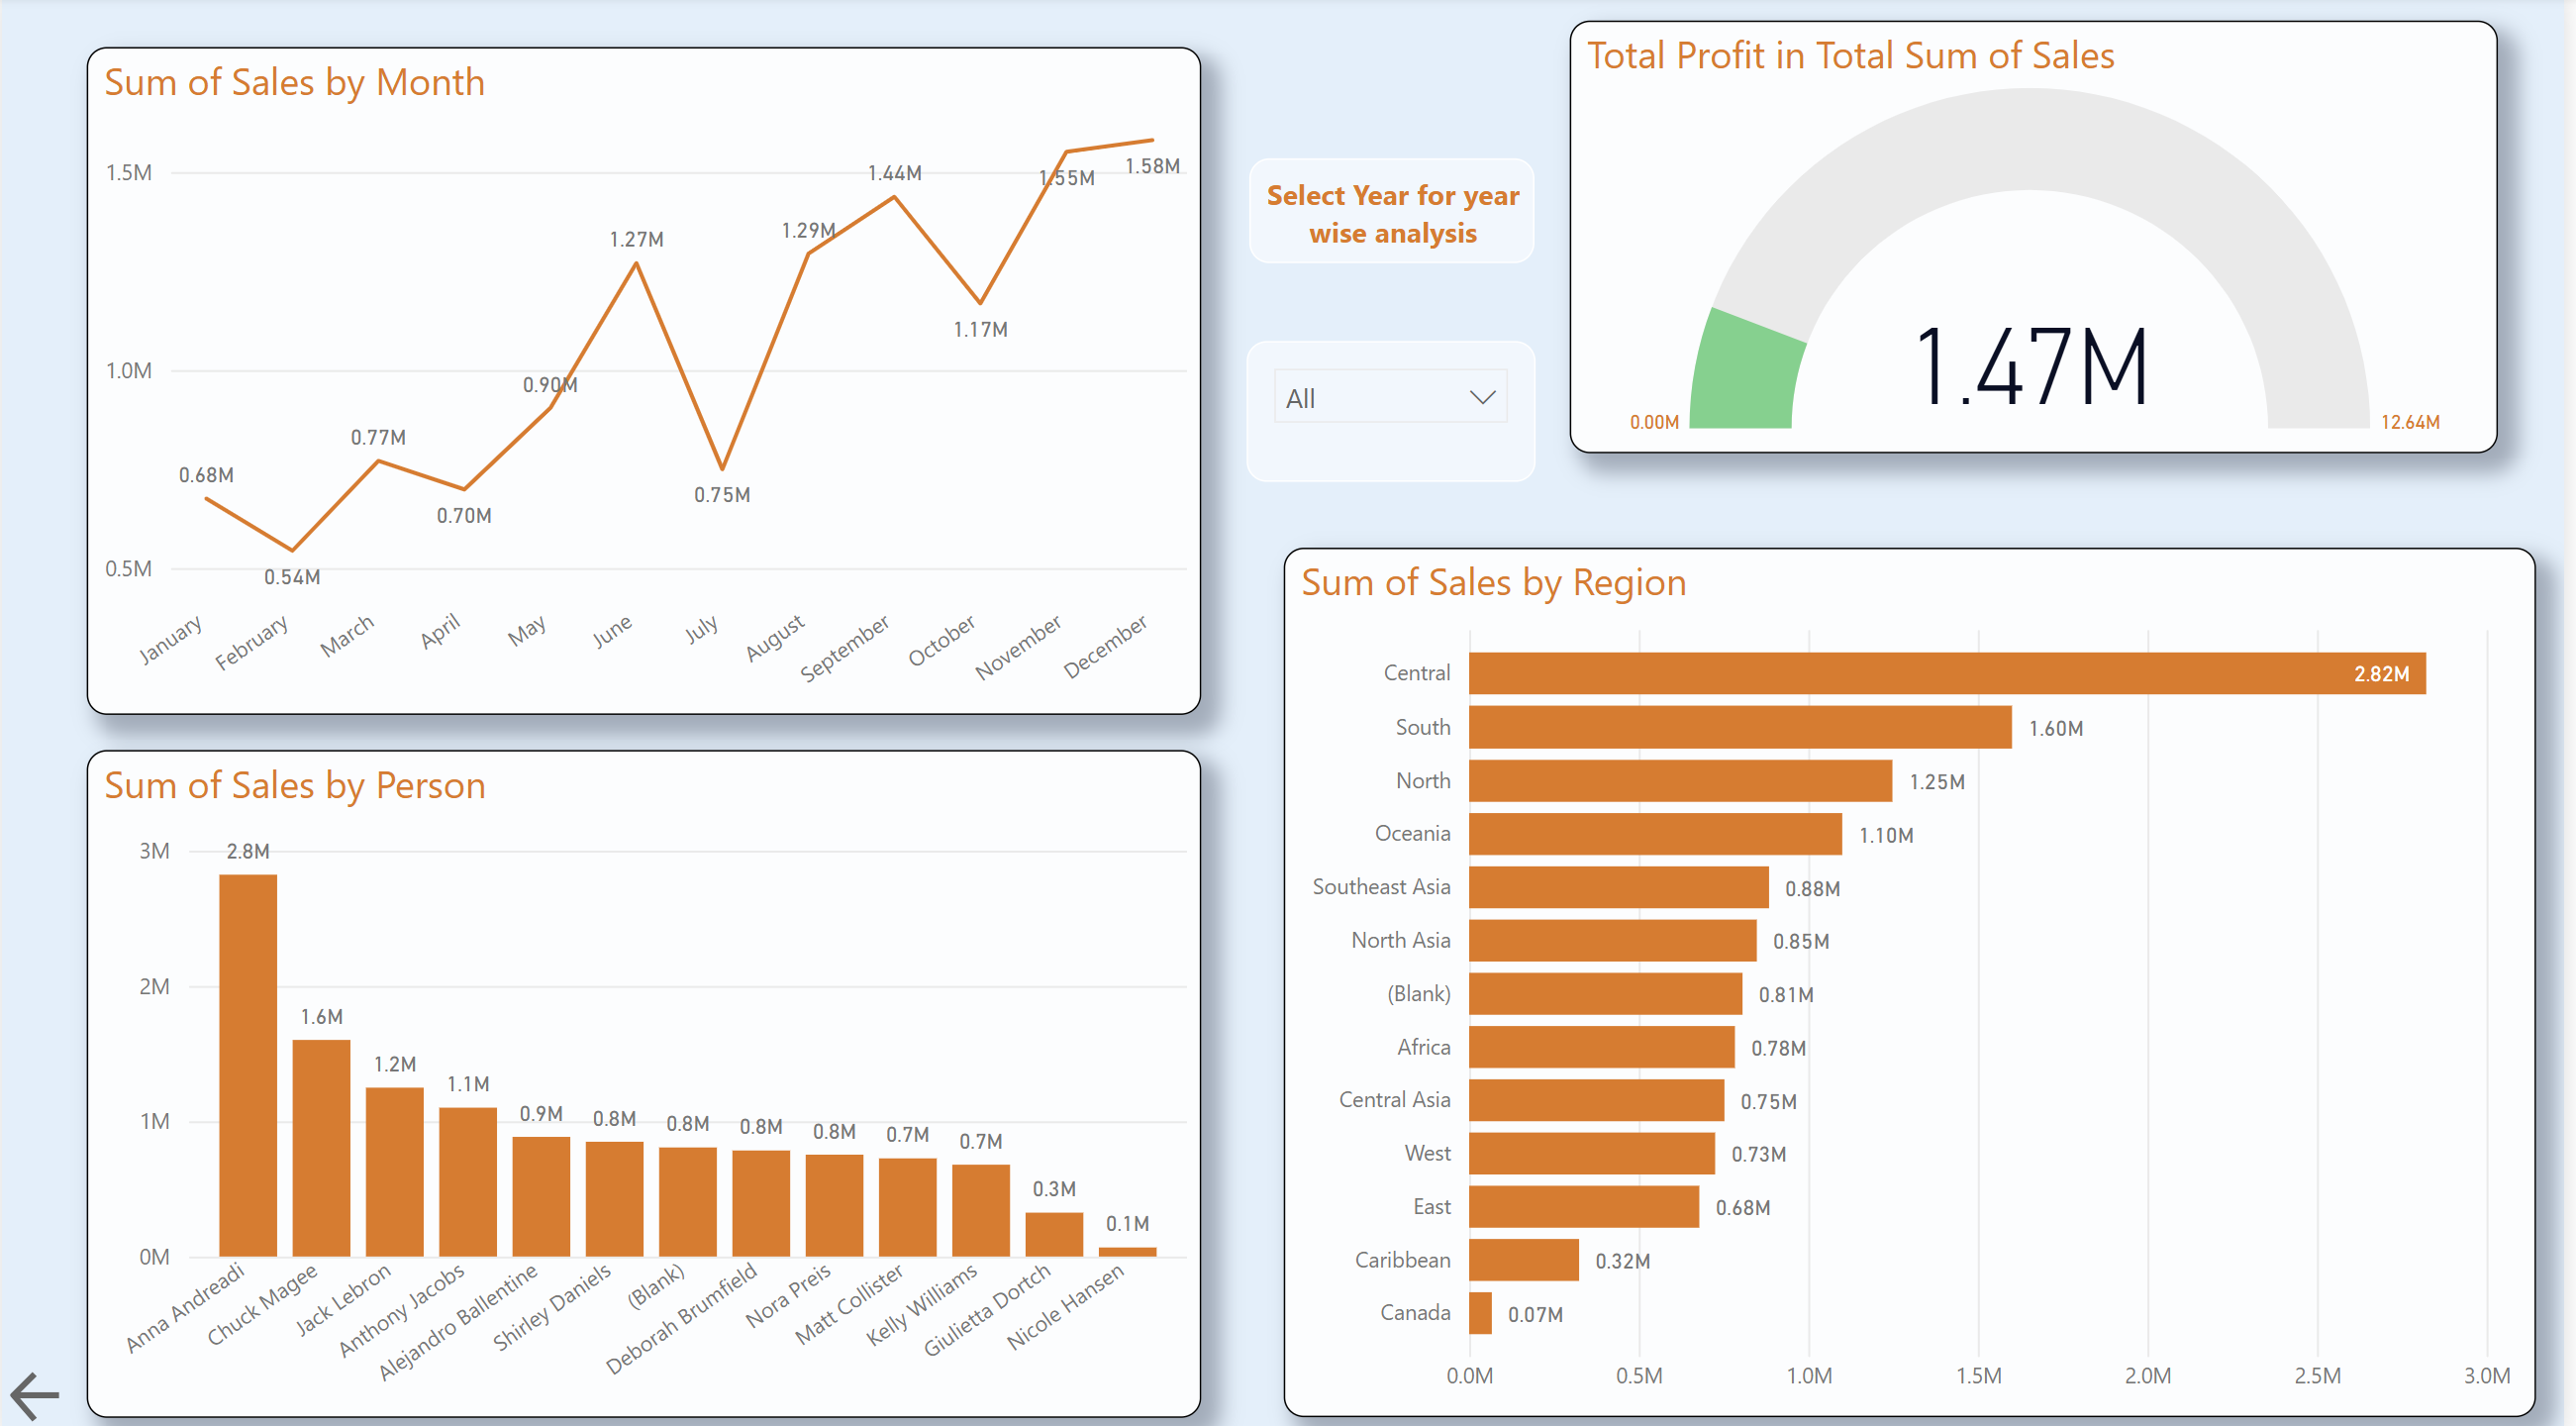 Sum of Sales by Month
1.5M
1.0M
0.5M
0.68M
0.54M
0.77M
0.70M
0.90M
1.27M
0.75M
1.29M
1.44M
1.17M
1.55M
1.58M
January
February
March
April
May
June
July
August
September
October
November
December
Select Year for year
wise analysis
All
Total Profit in Total Sum of Sales
1.47M
0.00M
12.64M
Sum of Sales by Person
3M
2M
1M
0M
2.8M
1.6M
1.2M
1.1M
0.9M
0.8M
0.8M
0.8M
0.8M
0.7M
0.7M
0.3M
0.1M
Anna Andreadi
Chuck Magee
Jack Lebron
Anthony Jacobs
Alejandro Ballentine
Shirley Daniels
(Blank)
Deborah Brumfield
Nora Preis
Matt Collister
Kelly Williams
Giulietta Dortch
Nicole Hansen
Sum of Sales by Region
Central 2.82M
South 1.60M
North 1.25M
Oceania 1.10M
Southeast Asia 0.88M
North Asia 0.85M
(Blank) 0.81M
Africa 0.78M
Central Asia 0.75M
West 0.73M
East 0.68M
Caribbean 0.32M
Canada 0.07M
0.0M 0.5M 1.0M 1.5M 2.0M 2.5M 3.0M